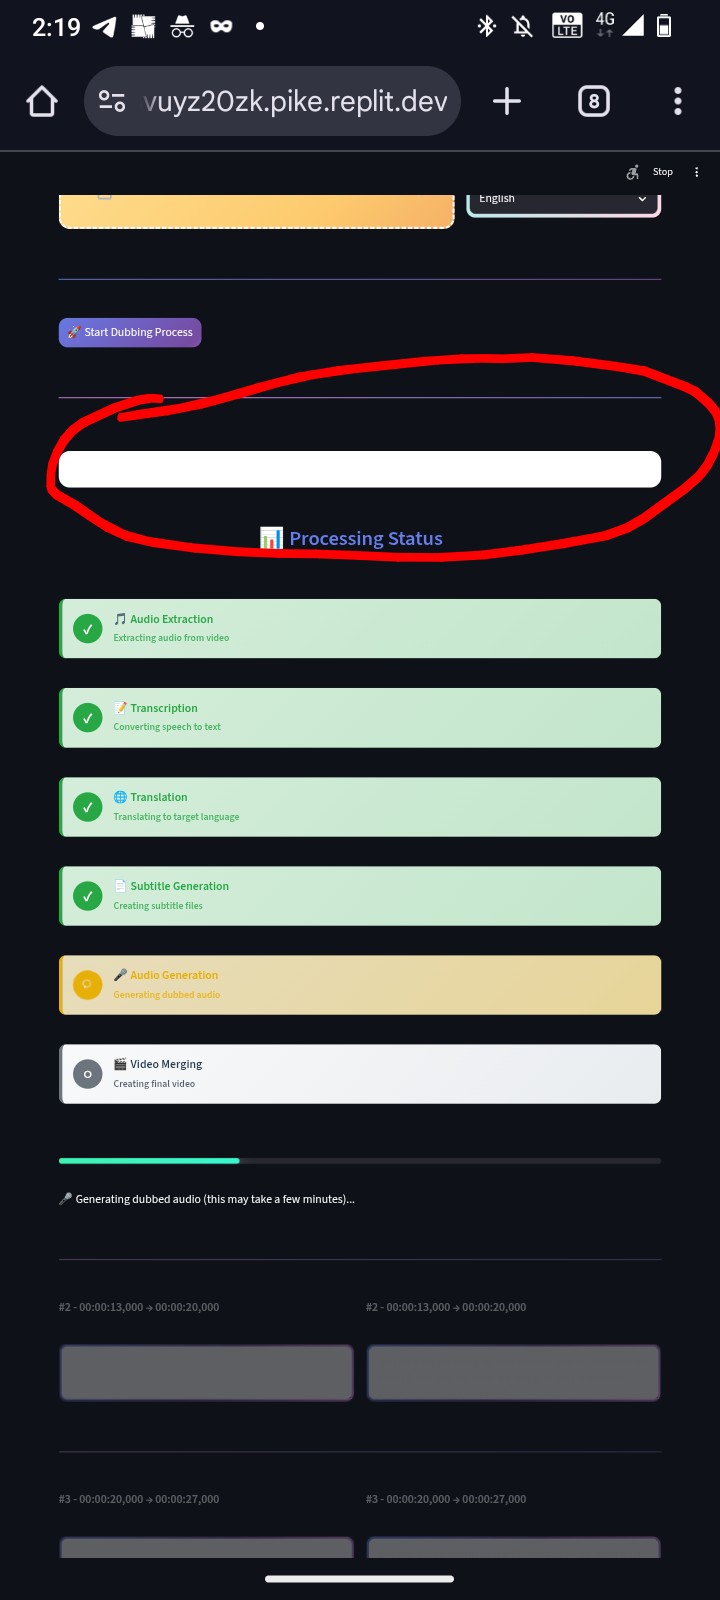 2:19
VO
LTE
4G
vuyz20zk.pike.replit.dev
8
Stop
English
🚀 Start Dubbing Process
📊 Processing Status
🎵 Audio Extraction
Extracting audio from video
📝 Transcription
Converting speech to text
🌐 Translation
Translating to target language
📄 Subtitle Generation
Creating subtitle files
🎤 Audio Generation
Generating dubbed audio
🎬 Video Merging
Creating final video
🎤 Generating dubbed audio (this may take a few minutes)...
#2 - 00:00:13,000 → 00:00:20,000
#2 - 00:00:13,000 → 00:00:20,000
#3 - 00:00:20,000 → 00:00:27,000
#3 - 00:00:20,000 → 00:00:27,000